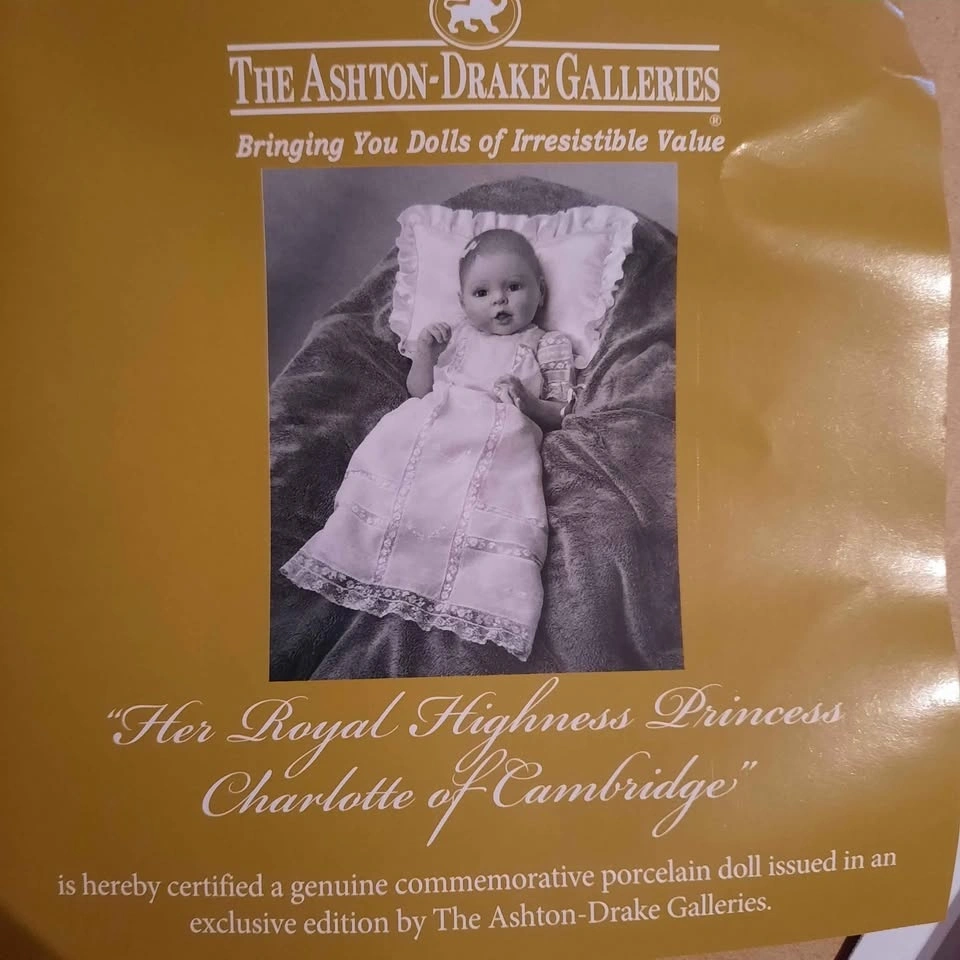 THE ASHTON-DRAKE GALLERIES
®
Bringing You Dolls of Irresistible Value
“Her Royal Highness Princess
Charlotte of Cambridge”
is hereby certified a genuine commemorative porcelain doll issued in an
exclusive edition by The Ashton-Drake Galleries.